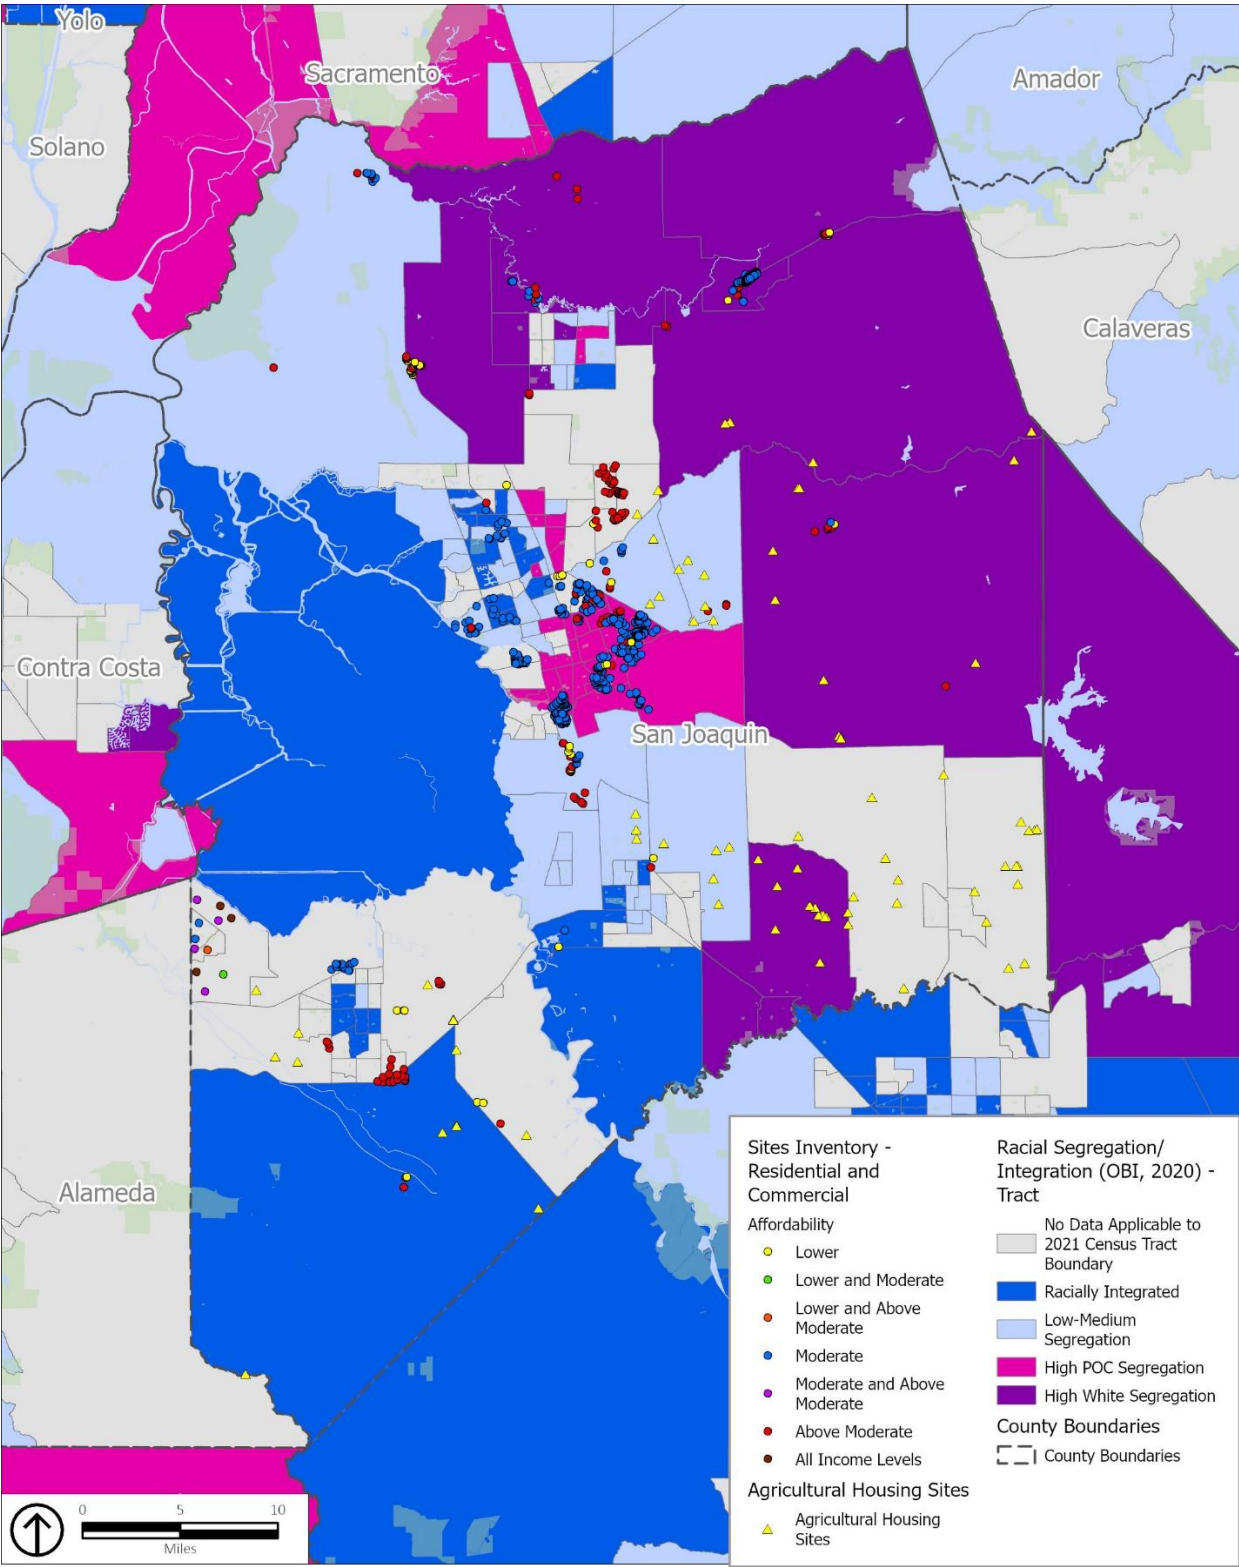 Yolo
Sacramento
Amador
Solano
Calaveras
Contra Costa
San Joaquin
Alameda
Sites Inventory -
Residential and
Commercial
Affordability
Lower
Lower and Moderate
Lower and Above
Moderate
Moderate
Moderate and Above
Moderate
Above Moderate
All Income Levels
Agricultural Housing Sites
Agricultural Housing
Sites
Racial Segregation/
Integration (OBI, 2020) -
Tract
No Data Applicable to
2021 Census Tract
Boundary
Racially Integrated
Low-Medium
Segregation
High POC Segregation
High White Segregation
County Boundaries
County Boundaries
0 5 10
Miles